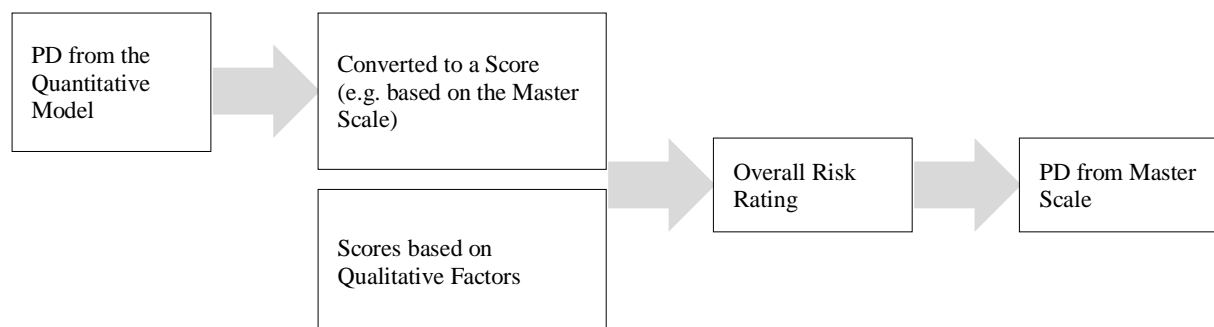 PD from the
Quantitative
Model
Converted to a Score
(e.g. based on the Master
Scale)
Scores based on
Qualitative Factors
Overall Risk
Rating
PD from Master
Scale